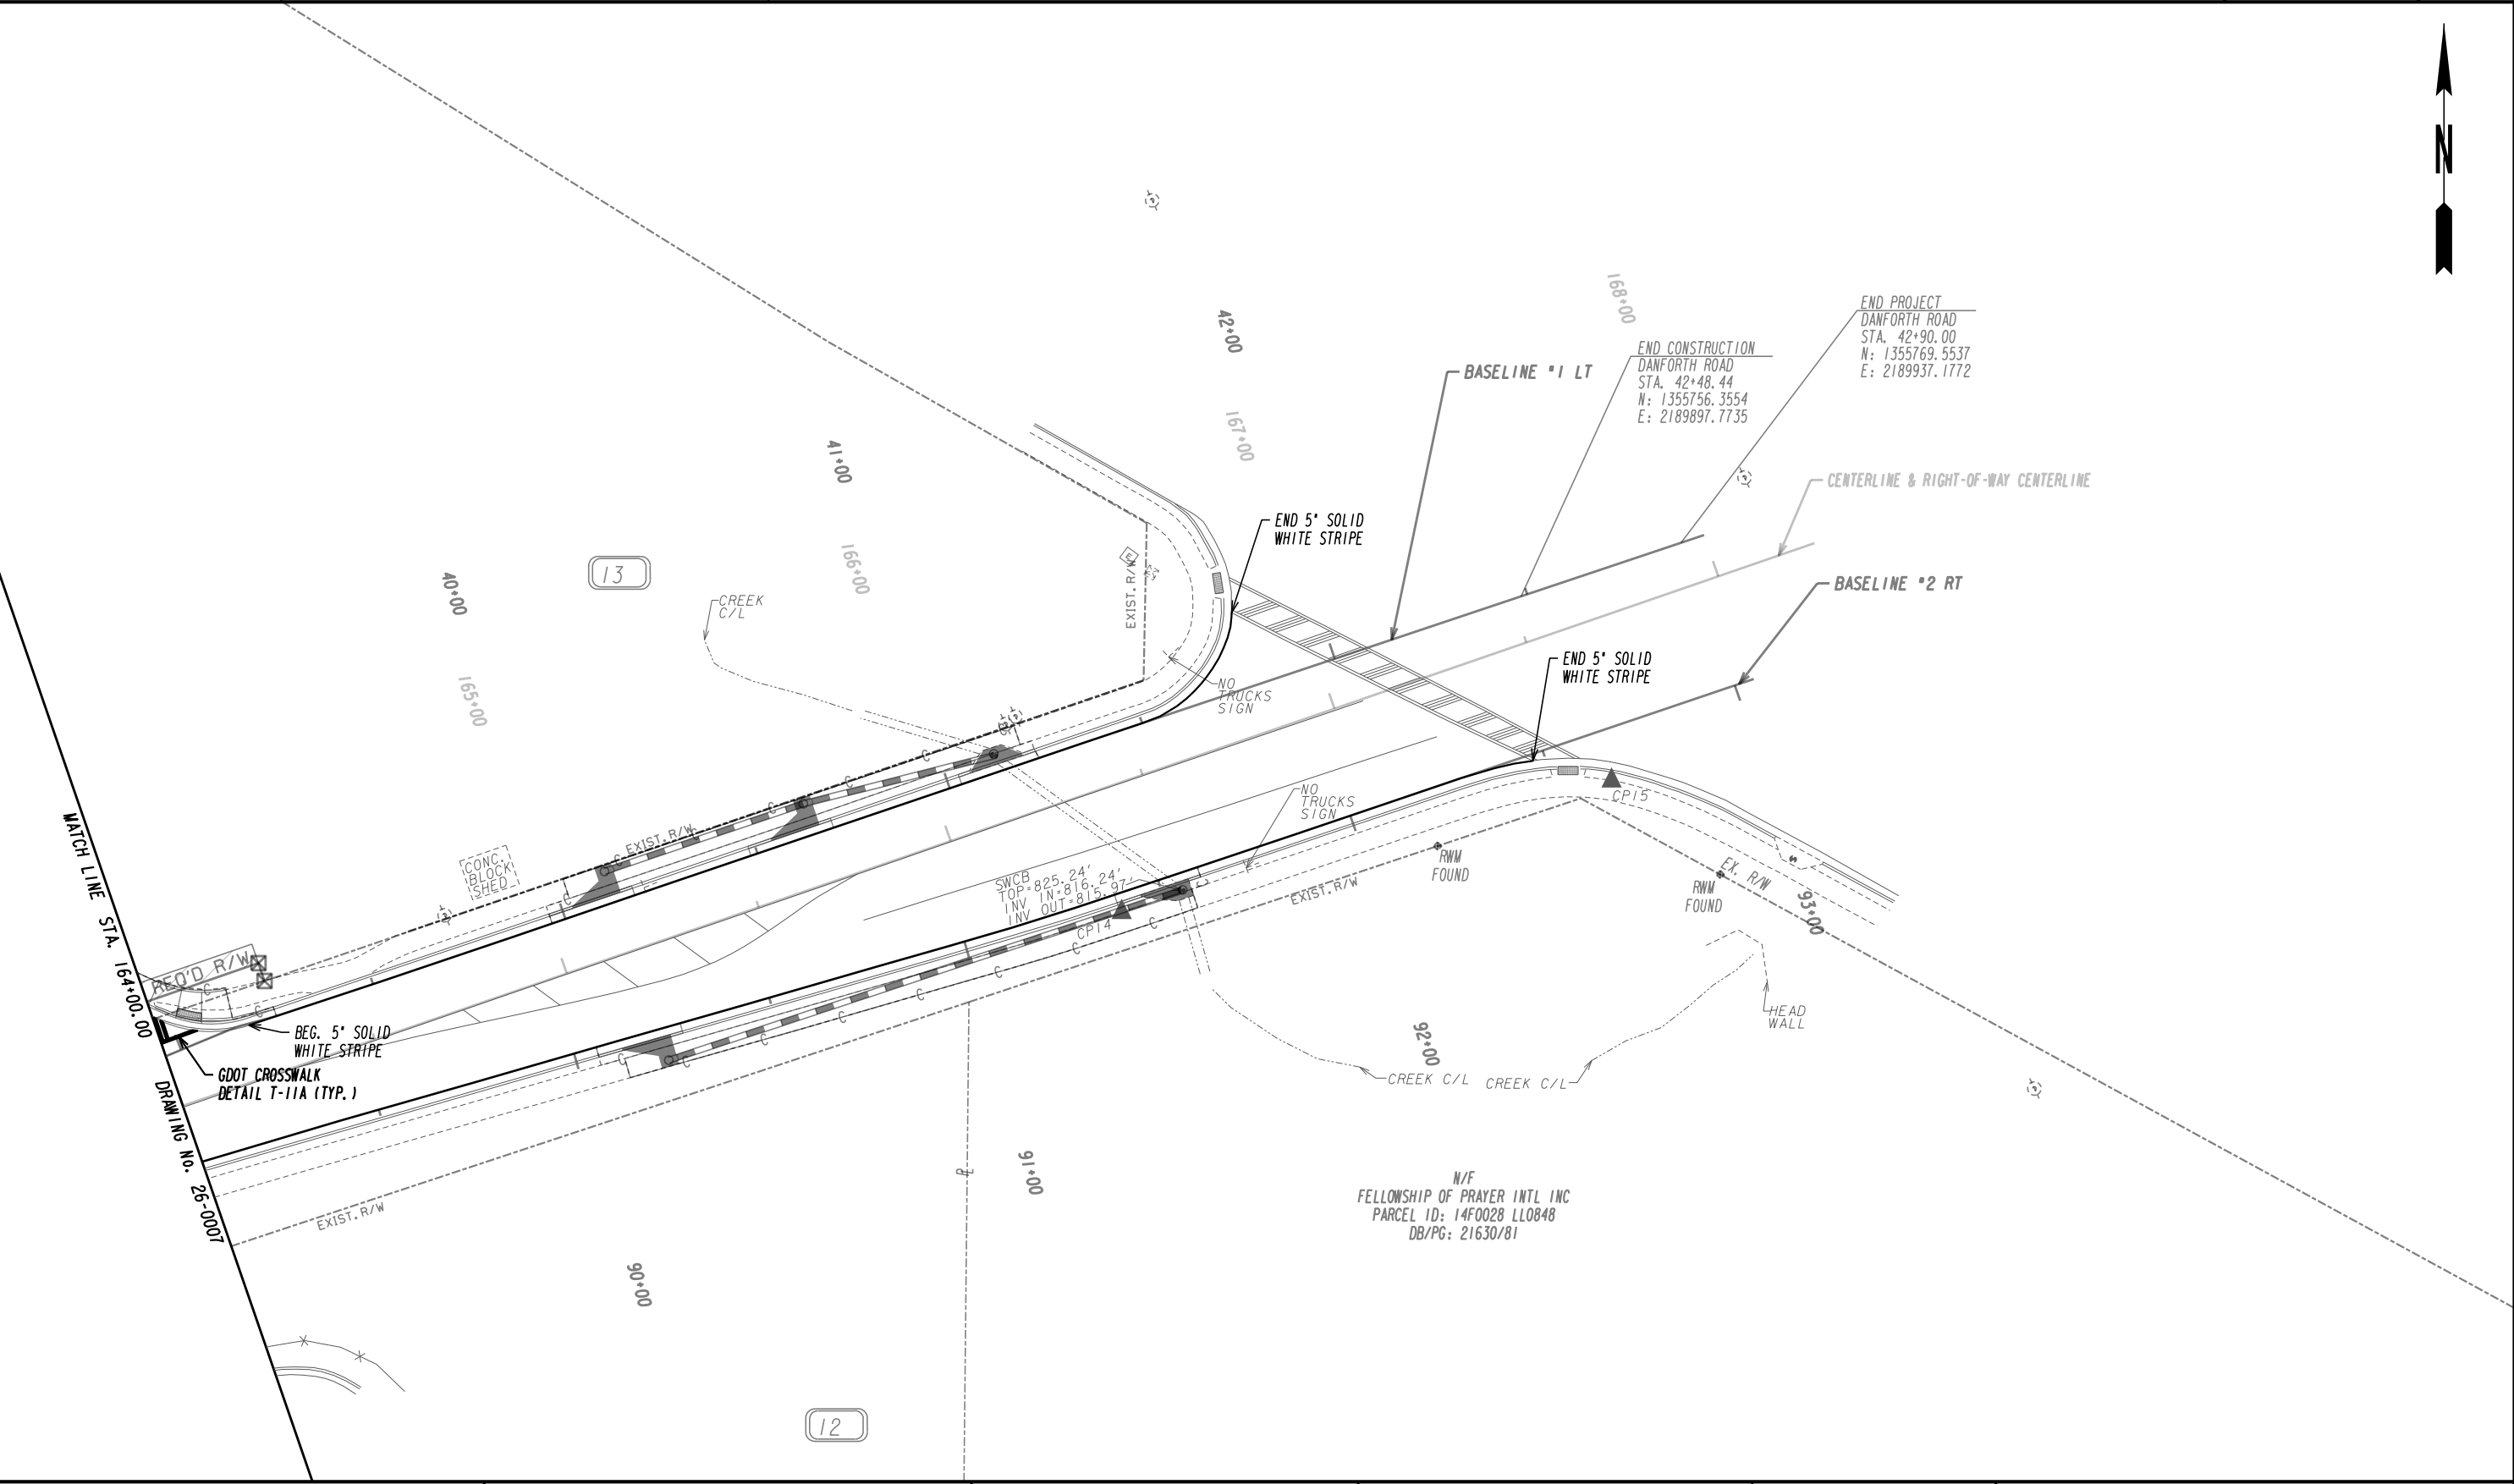 N
168+00
42+00
END PROJECT
DANFORTH ROAD
STA. 42+90.00
N: 1355769.5537
E: 2189937.1772
END CONSTRUCTION
DANFORTH ROAD
STA. 42+48.44
N: 1355756.3554
E: 2189897.7735
BASELINE #1 LT
167+00
41+00
CENTERLINE & RIGHT-OF-WAY CENTERLINE
END 5" SOLID
WHITE STRIPE
166+00
40+00
13
E
EXIST. R/W
BASELINE #2 RT
CREEK
C/L
END 5" SOLID
WHITE STRIPE
165+00
NO
TRUCKS
SIGN
NO
TRUCKS
SIGN
CP15
C
C
C
C
C
C
EXIST. R/W
CONC.
BLOCK
SHED
RWM
FOUND
S
EX. R/W
RWM
FOUND
SWCB
TOP=825.24'
INV IN=816.24'
INV OUT=815.97'
EXIST. R/W
CP14
C
C
C
C
C
C
C
C
C
93+00
MATCH LINE STA. 164+00.00
REQ'D R/W
C
C
HEAD
WALL
BEG. 5" SOLID
WHITE STRIPE
GDOT CROSSWALK
DETAIL T-11A (TYP.)
92+00
CREEK C/L
CREEK C/L
DRAWING No. 26-0007
91+00
PL
N/F
FELLOWSHIP OF PRAYER INTL INC
PARCEL ID: 14F0028 LL0848
DB/PG: 21630/81
EXIST. R/W
90+00
12